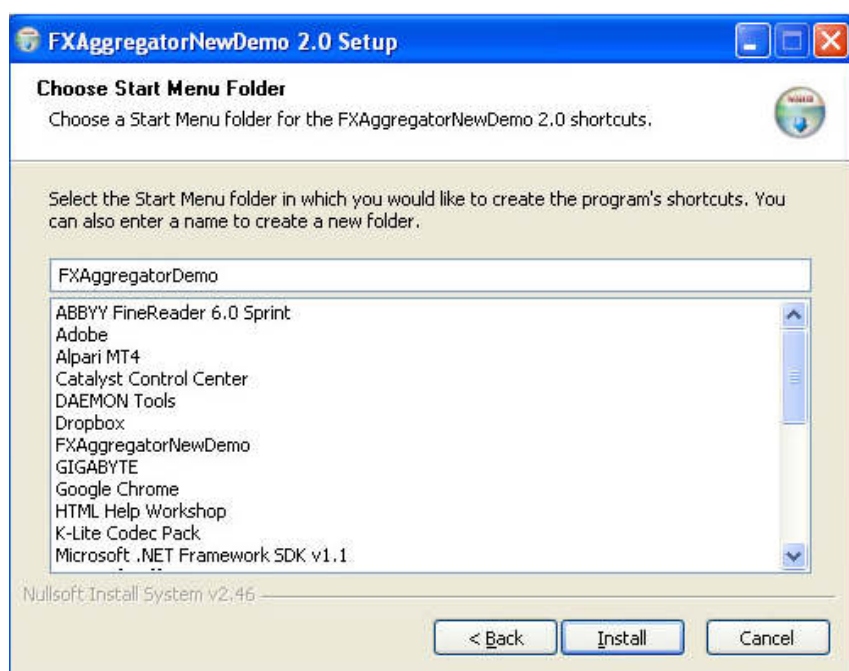 FXAggregatorNewDemo 2.0 Setup
Choose Start Menu Folder
Choose a Start Menu folder for the FXAggregatorNewDemo 2.0 shortcuts.
Select the Start Menu folder in which you would like to create the program's shortcuts. You
can also enter a name to create a new folder.
FXAggregatorDemo
ABBYY FineReader 6.0 Sprint
Adobe
Alpari MT4
Catalyst Control Center
DAEMON Tools
Dropbox
FXAggregatorNewDemo
GIGABYTE
Google Chrome
HTML Help Workshop
K-Lite Codec Pack
Microsoft .NET Framework SDK v1.1
Nullsoft Install System v2.46
< Back Install Cancel